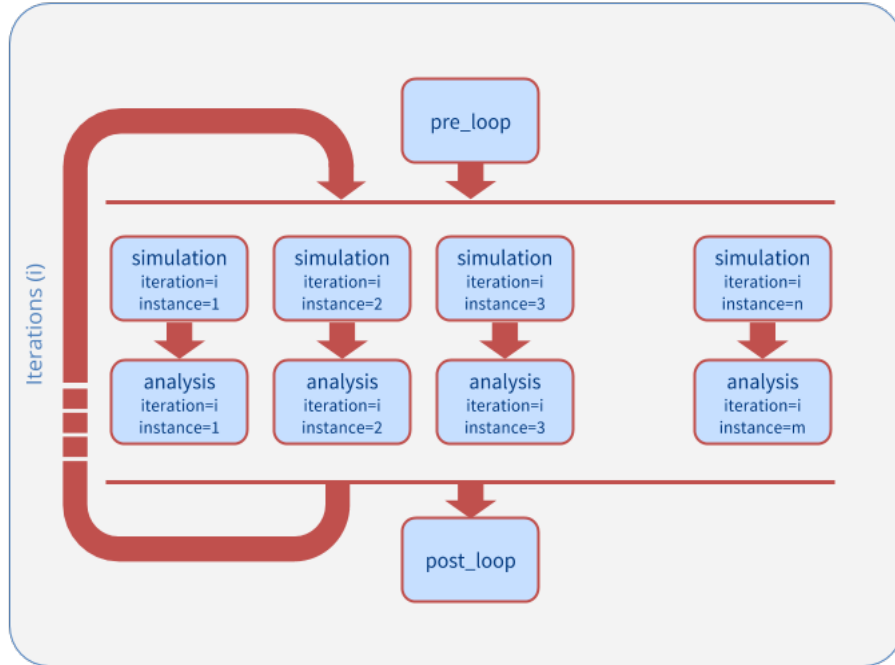 pre_loop
Iterations (i)
simulation
iteration=i
instance=1
simulation
iteration=i
instance=2
simulation
iteration=i
instance=3
simulation
iteration=i
instance=n
analysis
iteration=i
instance=1
analysis
iteration=i
instance=2
analysis
iteration=i
instance=3
analysis
iteration=i
instance=m
post_loop